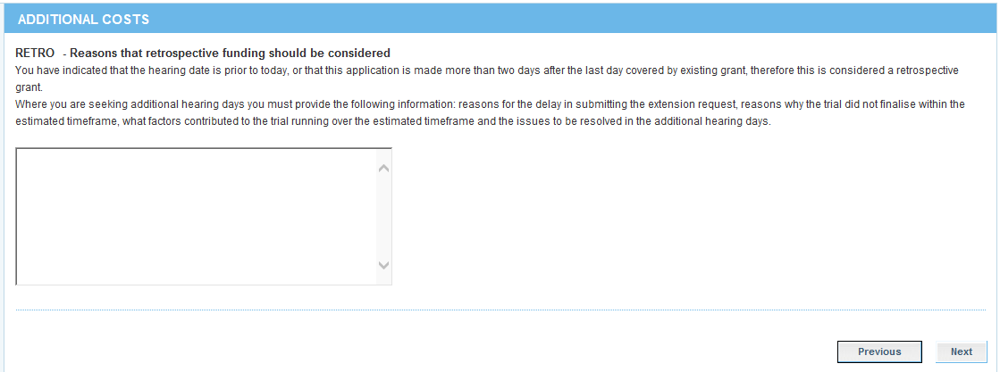 ADDITIONAL COSTS
RETRO - Reasons that retrospective funding should be considered
You have indicated that the hearing date is prior to today, or that this application is made more than two days after the last day covered by existing grant, therefore this is considered a retrospective
grant.
Where you are seeking additional hearing days you must provide the following information: reasons for the delay in submitting the extension request, reasons why the trial did not finalise within the
estimated timeframe, what factors contributed to the trial running over the estimated timeframe and the issues to be resolved in the additional hearing days.
Previous Next